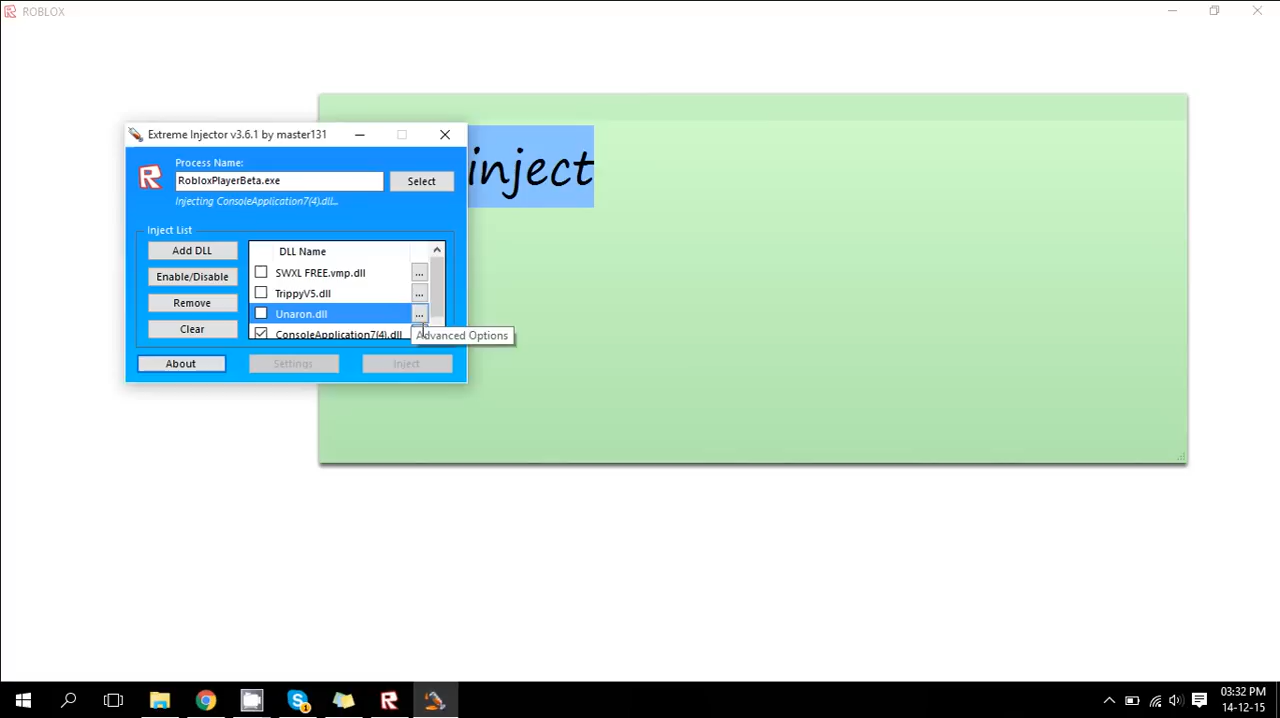 ROBLOX
Extreme Injector v3.6.1 by master131
inject
Process Name:
RobloxPlayerBeta.exe
Select
Injecting ConsoleApplication7(4).dll...
Inject List
Add DLL
DLL Name
Enable/Disable
SWXL FREE.vmp.dll
...
Remove
TrippyV5.dll
...
Unaron.dll
...
Clear
ConsoleApplication7(4).dll
Advanced Options
About
Settings
Inject
03:32 PM
14-12-15